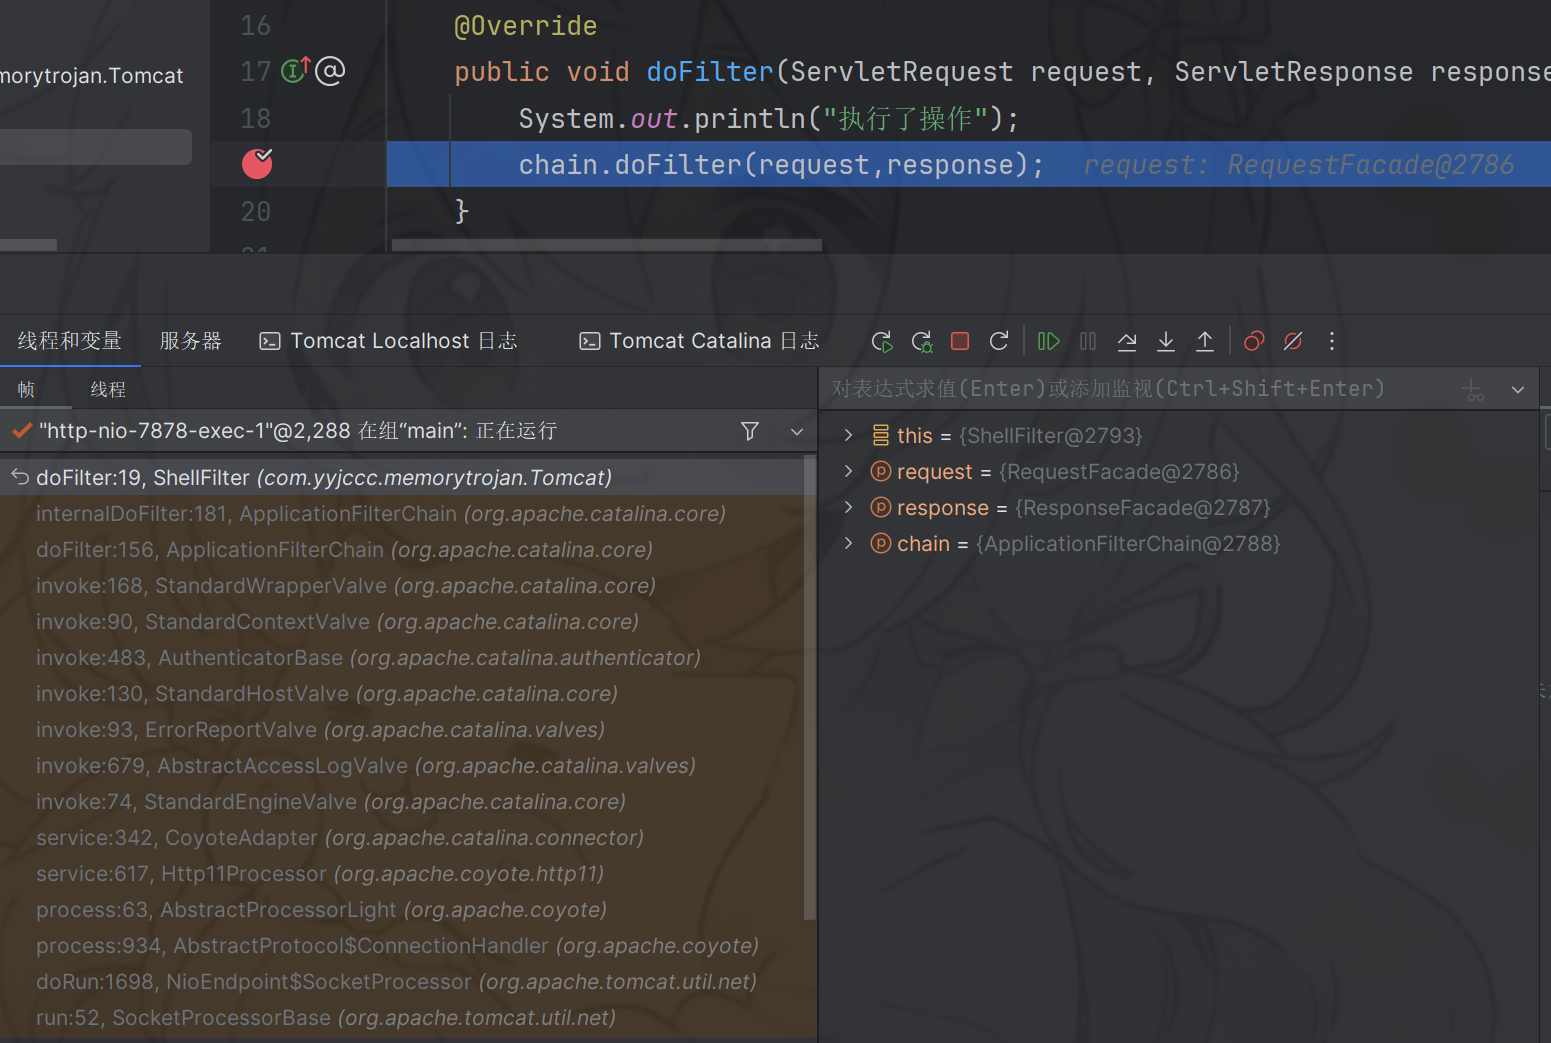 16
@Override
morytrojan.Tomcat
17
public void doFilter(ServletRequest request, ServletResponse response
18
System.out.println("执行了操作");
chain.doFilter(request,response); request: RequestFacade@2786
20
}
线程和变量 服务器 Tomcat Localhost 日志 Tomcat Catalina 日志
帧 线程
对表达式求值(Enter)或添加监视(Ctrl+Shift+Enter)
"http-nio-7878-exec-1"@2,288 在组“main”: 正在运行
doFilter:19, ShellFilter (com.yyjccc.memorytrojan.Tomcat)
internalDoFilter:181, ApplicationFilterChain (org.apache.catalina.core)
doFilter:156, ApplicationFilterChain (org.apache.catalina.core)
invoke:168, StandardWrapperValve (org.apache.catalina.core)
invoke:90, StandardContextValve (org.apache.catalina.core)
invoke:483, AuthenticatorBase (org.apache.catalina.authenticator)
invoke:130, StandardHostValve (org.apache.catalina.core)
invoke:93, ErrorReportValve (org.apache.catalina.valves)
invoke:679, AbstractAccessLogValve (org.apache.catalina.valves)
invoke:74, StandardEngineValve (org.apache.catalina.core)
service:342, CoyoteAdapter (org.apache.catalina.connector)
service:617, Http11Processor (org.apache.coyote.http11)
process:63, AbstractProcessorLight (org.apache.coyote)
process:934, AbstractProtocol$ConnectionHandler (org.apache.coyote)
doRun:1698, NioEndpoint$SocketProcessor (org.apache.tomcat.util.net)
run:52, SocketProcessorBase (org.apache.tomcat.util.net)
this = {ShellFilter@2793}
request = {RequestFacade@2786}
response = {ResponseFacade@2787}
chain = {ApplicationFilterChain@2788}